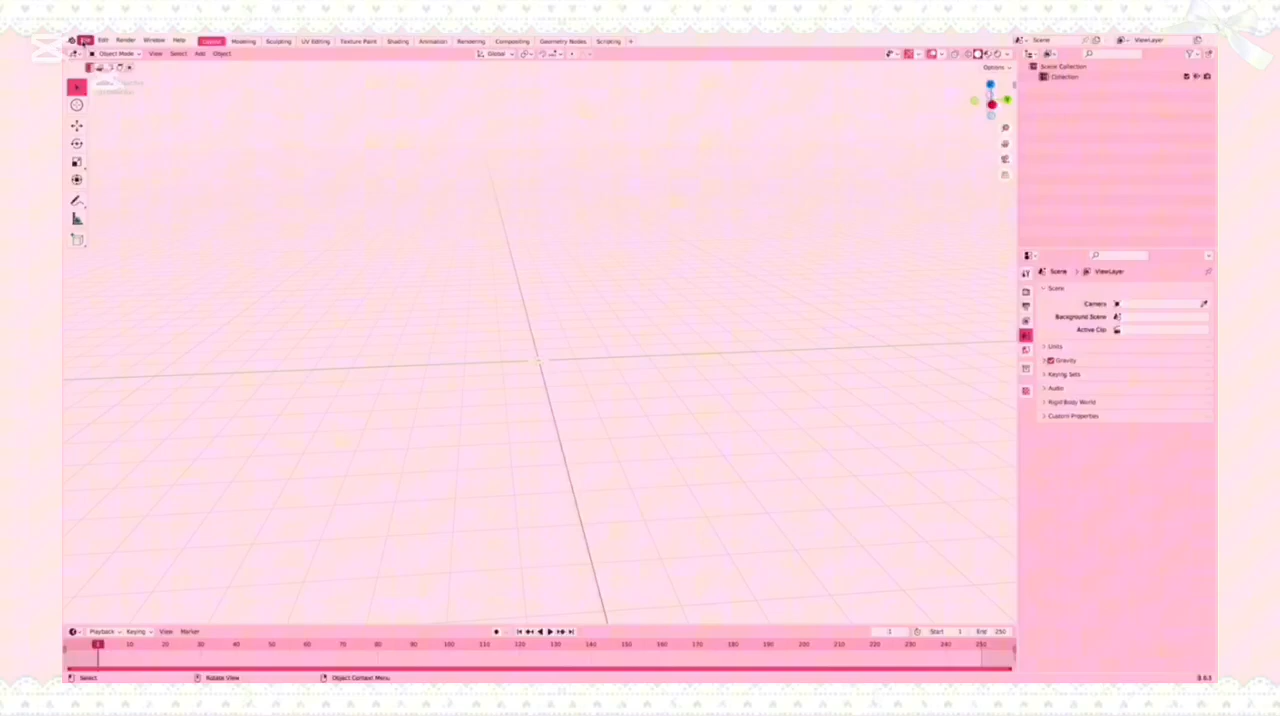 File Edit Render Window Help Layout Modeling Sculpting UV Editing Texture Paint Shading Animation Rendering Compositing Geometry Nodes Scripting + Scene ViewLayer
Object Mode View Select Add Object Global
Options
Scene Collection
Collection
Scene > ViewLayer
Scene
Camera
Background Scene
Active Clip
Units
Gravity
Keying Sets
Audio
Rigid Body World
Custom Properties
Playback Keying View Marker 1 Start 1 End 250
1 10 20 30 40 50 60 70 80 90 100 110 120 130 140 150 160 170 180 190 200 210 220 230 240 250
Select Rotate View Object Context Menu